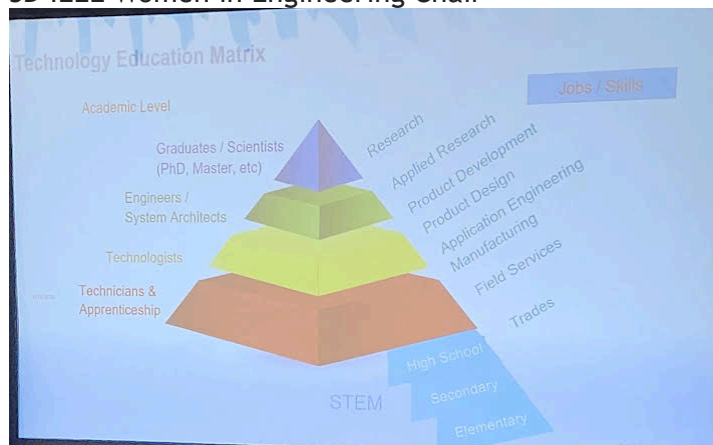 SD IEEE Women in Engineering Chair
Technology Education Matrix
Jobs / Skills
Academic Level
Graduates / Scientists
(PhD, Master, etc)
Engineers /
System Architects
Technologists
Technicians &
Apprenticeship
Research
Applied Research
Product Development
Product Design
Application Engineering
Manufacturing
Field Services
Trades
High School
Secondary
Elementary
STEM